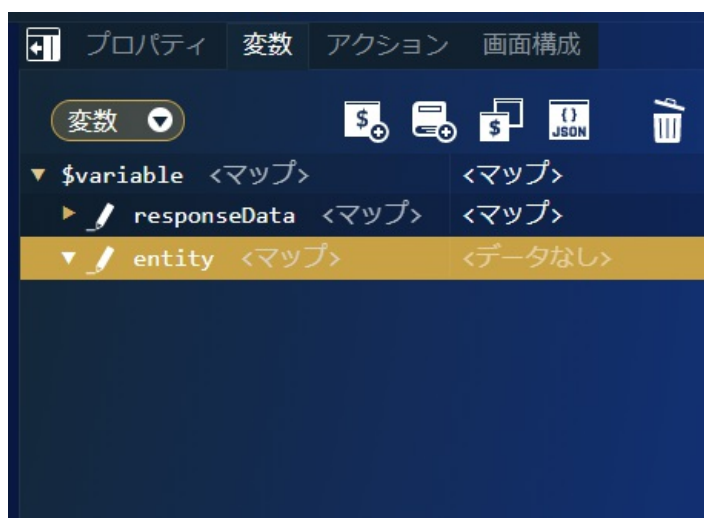 プロパティ 変数 アクション 画面構成
変数 $ $ {} JSON
$variable <マップ> <マップ>
responseData <マップ> <マップ>
entity <マップ> <データなし>